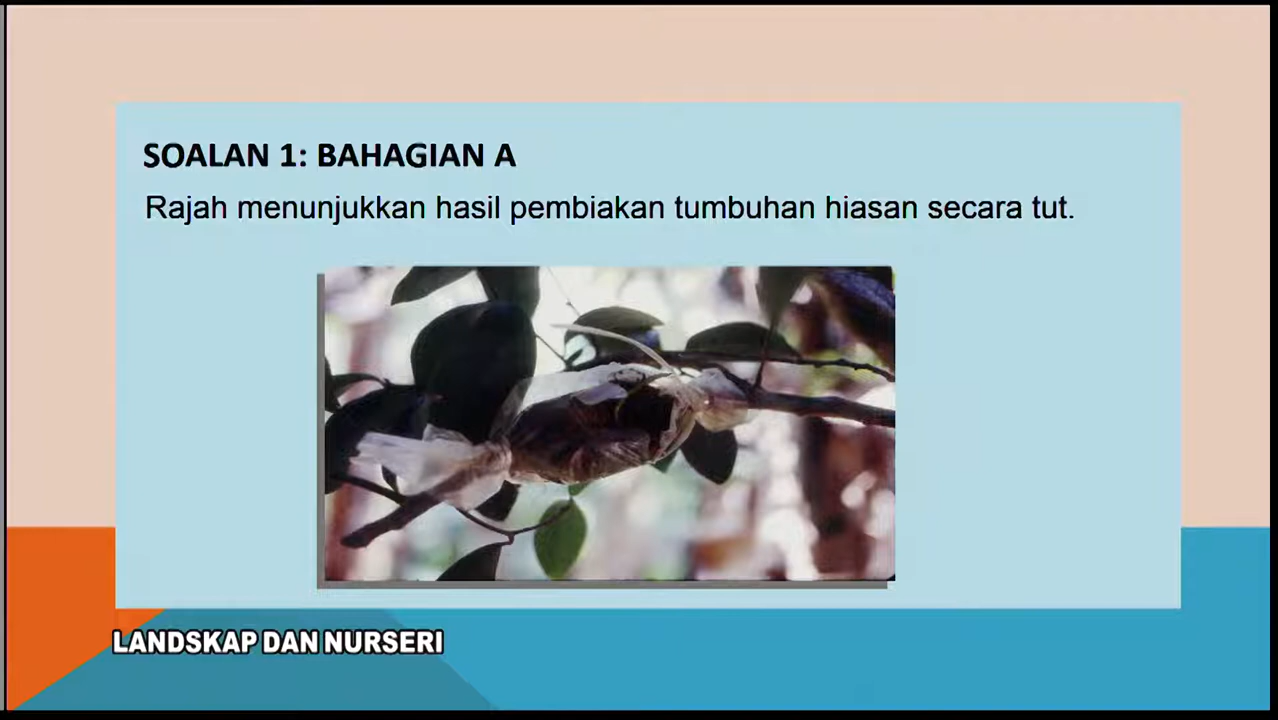 SOALAN 1: BAHAGIAN A
Rajah menunjukkan hasil pembiakan tumbuhan hiasan secara tut.
LANDSKAP DAN NURSERI